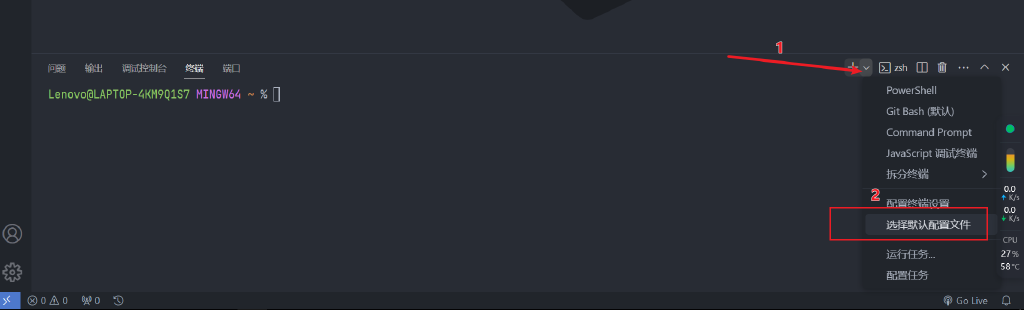 1
问题 输出 调试控制台 终端 端口 zsh
Lenovo@LAPTOP-4KM9Q1S7 MINGW64 ~ %
PowerShell
Git Bash (默认)
Command Prompt
JavaScript 调试终端
拆分终端
2
配置终端设置
选择默认配置文件
运行任务...
配置任务
0.0
K/s
0.0
K/s
CPU
27%
58°C
0 0 0 Go Live